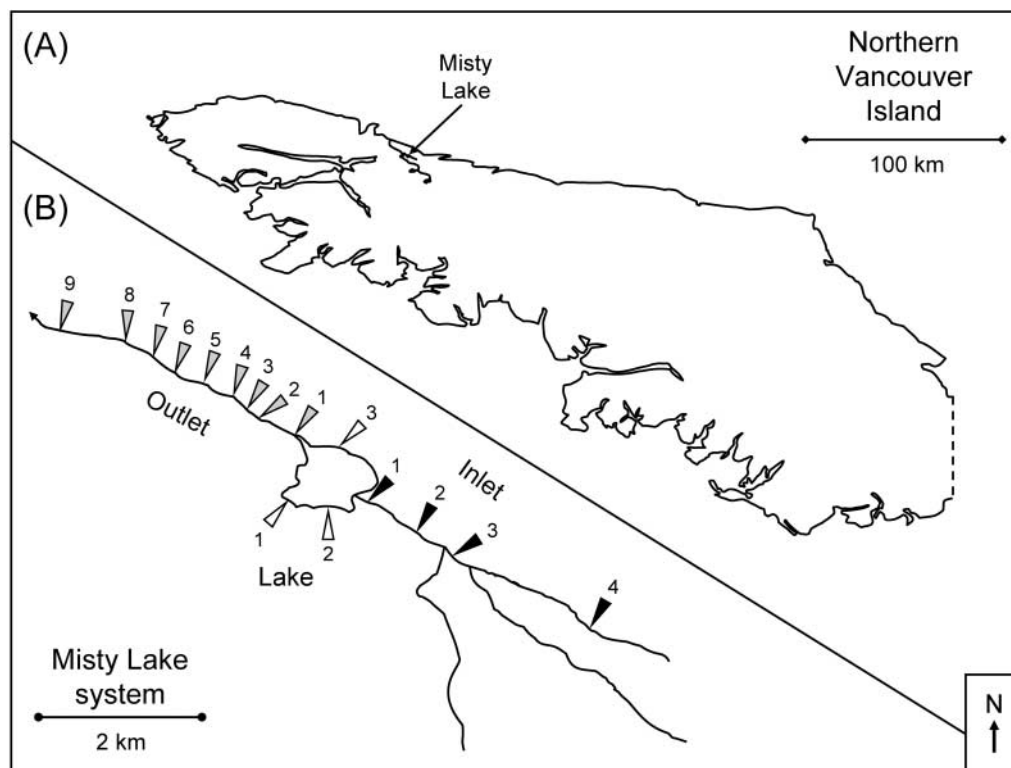 (A)
Misty
Lake
Northern
Vancouver
Island
100 km
(B)
9
8
7
6
5
4
3
2
1
3
Outlet
Inlet
1
2
3
4
1
2
Lake
Misty Lake
system
2 km
N